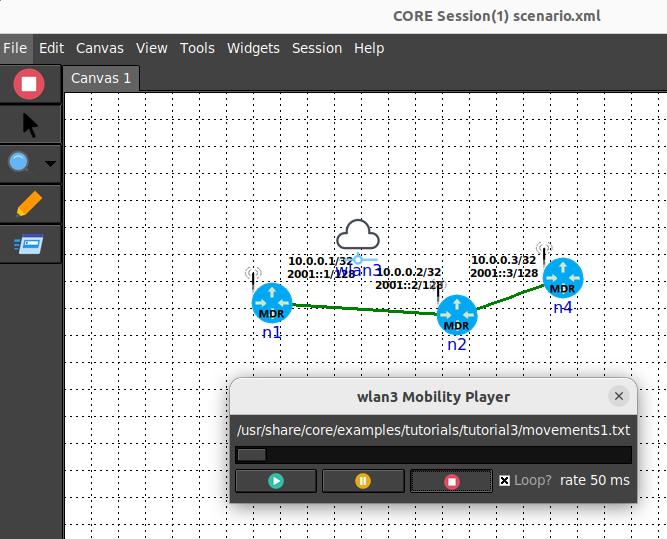 CORE Session(1) scenario.xml
File Edit Canvas View Tools Widgets Session Help
Canvas 1
10.0.0.1/32
2001::1/128
wlan3
10.0.0.2/32
2001::2/128
10.0.0.3/32
2001::3/128
MDR
n1
MDR
n2
MDR
n4
wlan3 Mobility Player
/usr/share/core/examples/tutorials/tutorial3/movements1.txt
Loop? rate 50 ms